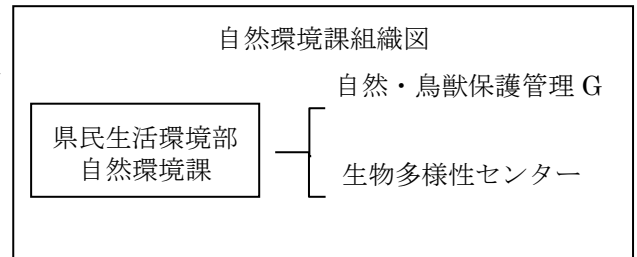 自然環境課組織図
自然・鳥獣保護管理 G
県民生活環境部
自然環境課
生物多様性センター